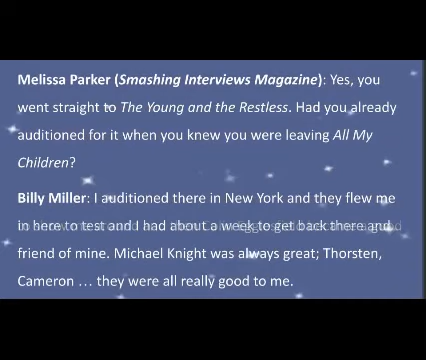 Melissa Parker (Smashing Interviews Magazine): Yes, you
went straight to The Young and the Restless. Had you already
auditioned for it when you knew you were leaving All My
Children?
Billy Miller: I auditioned there in New York and they flew me
in here to test and I had about a week to get back there and
friend of mine. Michael Knight was always great; Thorsten,
Cameron … they were all really good to me.